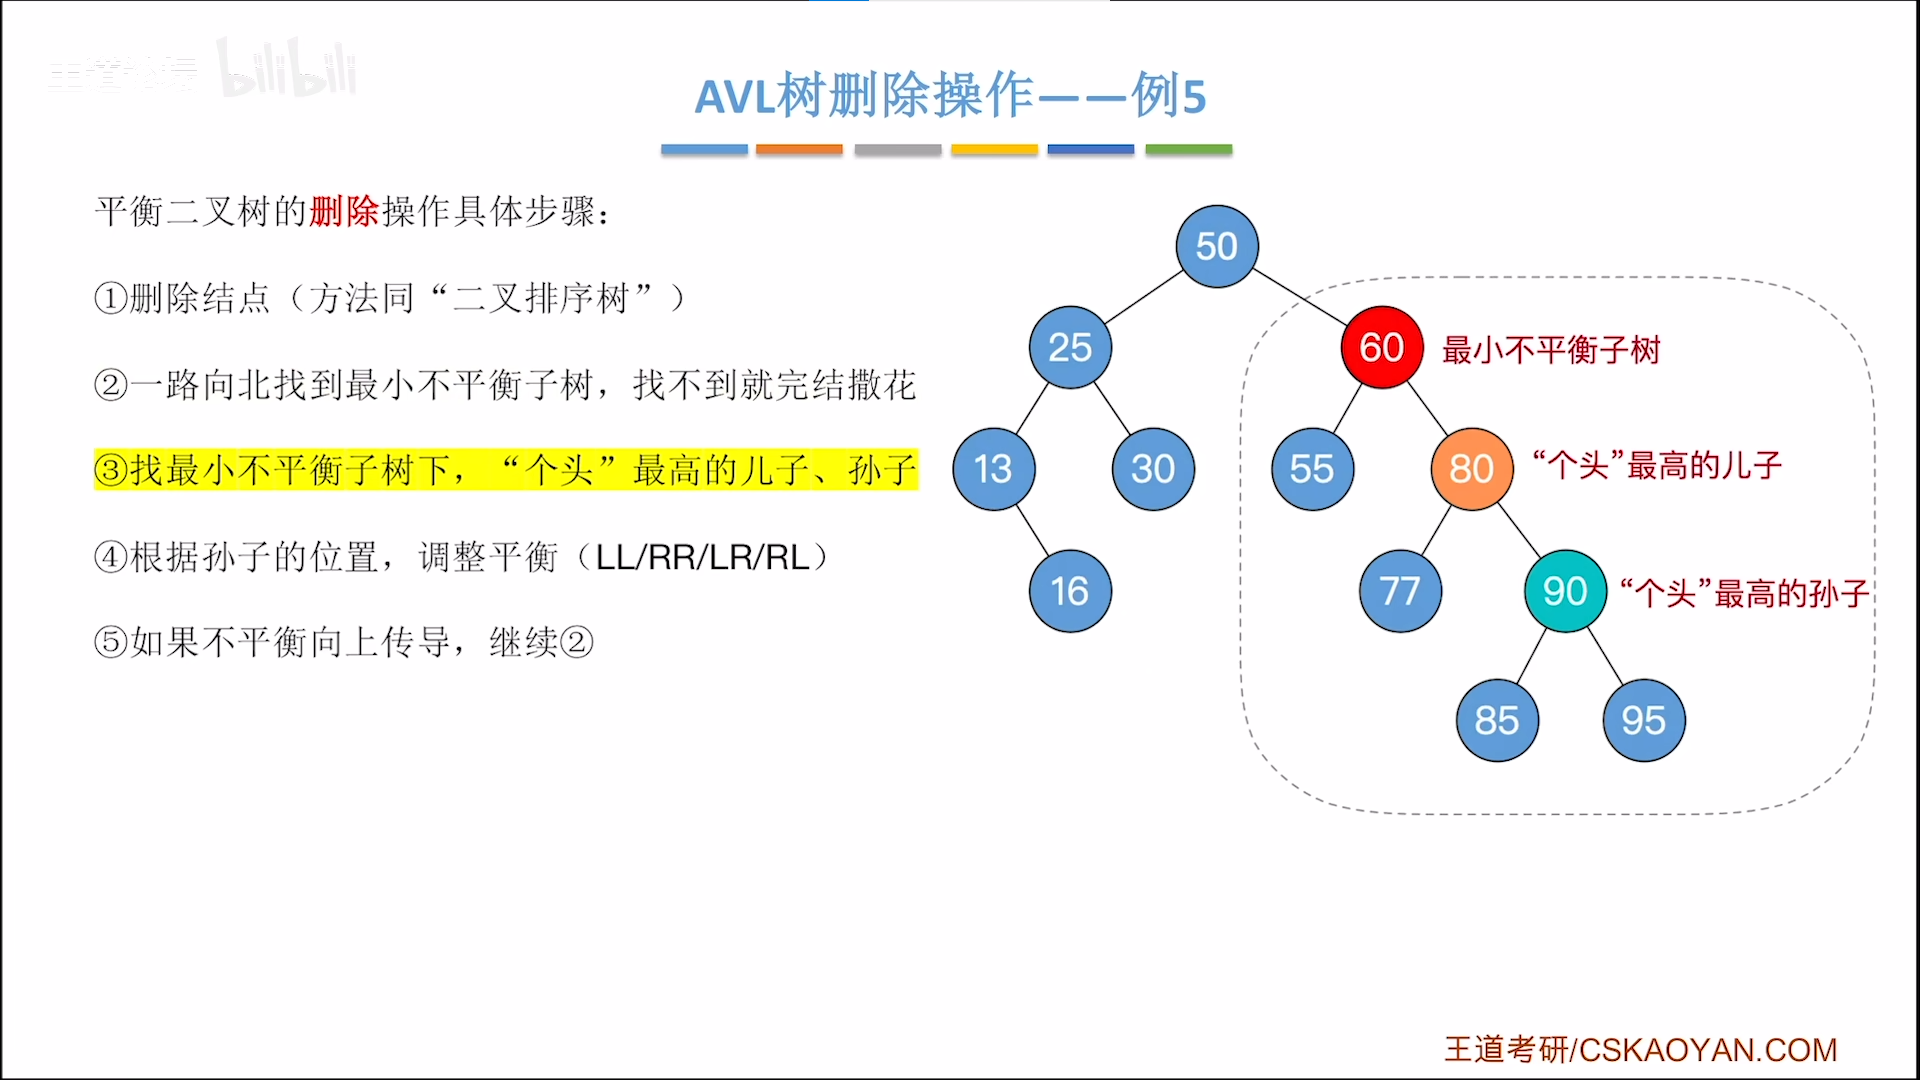 王道论坛 bilibili
AVL树删除操作——例5
平衡二叉树的删除操作具体步骤：
①删除结点（方法同“二叉排序树”）
②一路向北找到最小不平衡子树，找不到就完结撒花
③找最小不平衡子树下，“个头”最高的儿子、孙子
④根据孙子的位置，调整平衡（LL/RR/LR/RL）
⑤如果不平衡向上传导，继续②
50
25
60
最小不平衡子树
13
30
55
80
“个头”最高的儿子
16
77
90
“个头”最高的孙子
85
95
王道考研/CSKAOYAN.COM